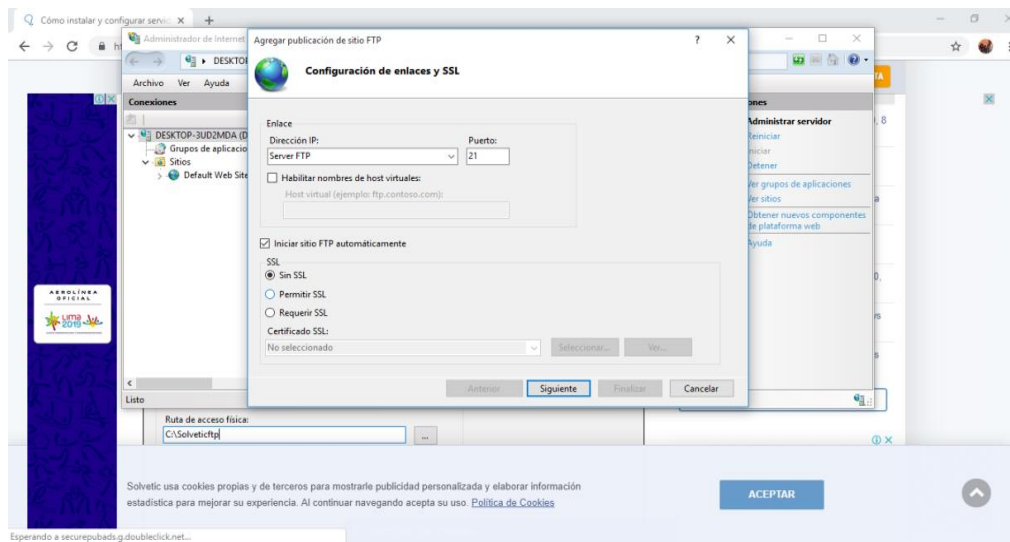 Cómo instalar y configurar servic
Administrador de Internet
DESKTOP
Archivo Ver Ayuda
Conexiones
DESKTOP-3UD2MDA (D
Grupos de aplicacio
Sitios
Default Web Site
Listo
Agregar publicación de sitio FTP
Configuración de enlaces y SSL
Enlace
Dirección IP: Puerto:
Server FTP 21
Habilitar nombres de host virtuales:
Host virtual (ejemplo: ftp.contoso.com):
Iniciar sitio FTP automáticamente
SSL
Sin SSL
Permitir SSL
Requerir SSL
Certificado SSL:
No seleccionado Seleccionar... Ver...
Anterior Siguiente Finalizar Cancelar
ones
Administrar servidor
Reiniciar
Iniciar
Detener
Ver grupos de aplicaciones
Ver sitios
Obtener nuevos componentes
de plataforma web
Ayuda
AEROLÍNEA
OFICIAL
Lima
2019
Ruta de acceso física:
C:\Solveticftp
Solvetic usa cookies propias y de terceros para mostrarle publicidad personalizada y elaborar información
estadística para mejorar su experiencia. Al continuar navegando acepta su uso. Política de Cookies
ACEPTAR
Esperando a securepubads.g.doubleclick.net...